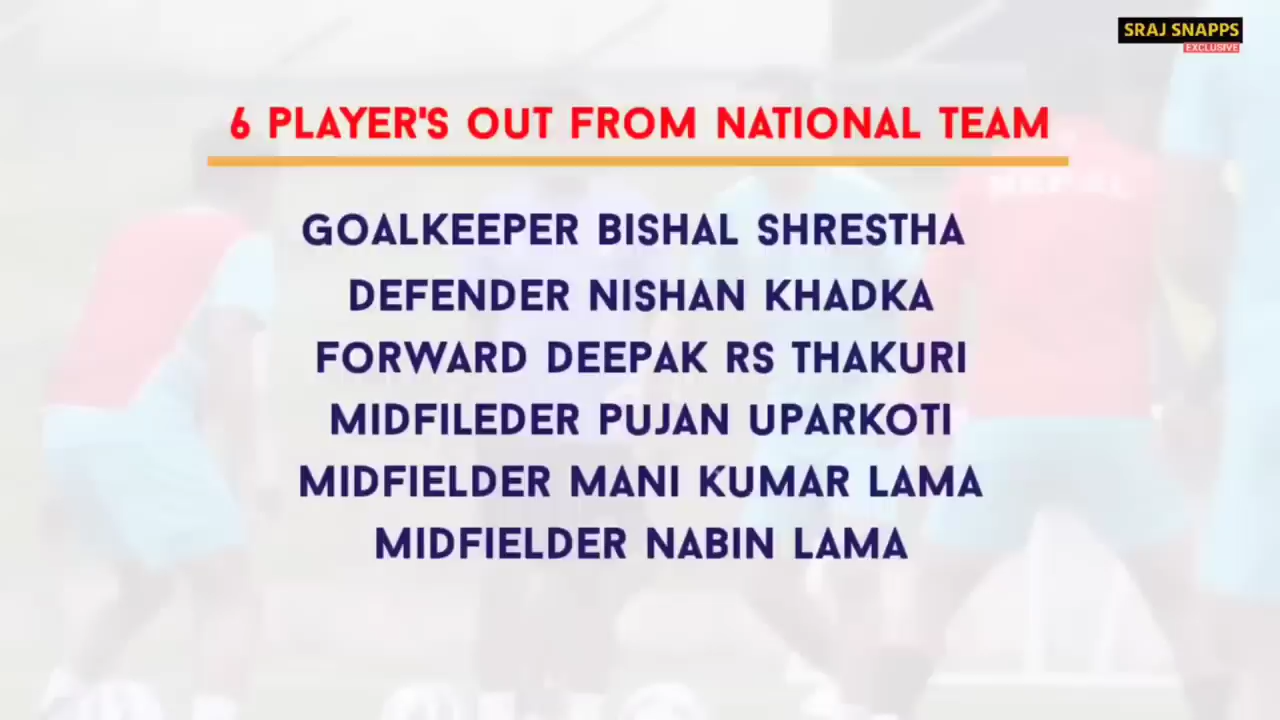 SRAJ SNAPPS
EXCLUSIVE
6 PLAYER'S OUT FROM NATIONAL TEAM
GOALKEEPER BISHAL SHRESTHA
DEFENDER NISHAN KHADKA
FORWARD DEEPAK RS THAKURI
MIDFILEDER PUJAN UPARKOTI
MIDFIELDER MANI KUMAR LAMA
MIDFIELDER NABIN LAMA